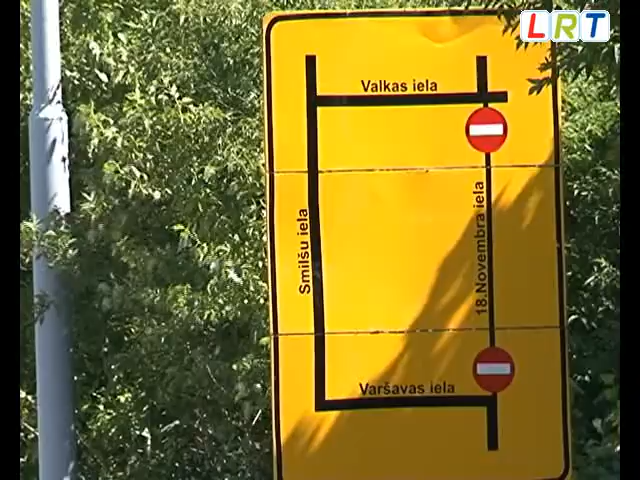 LRT
Valkas iela
Smilšu iela
18.Novembra iela
Varšavas iela